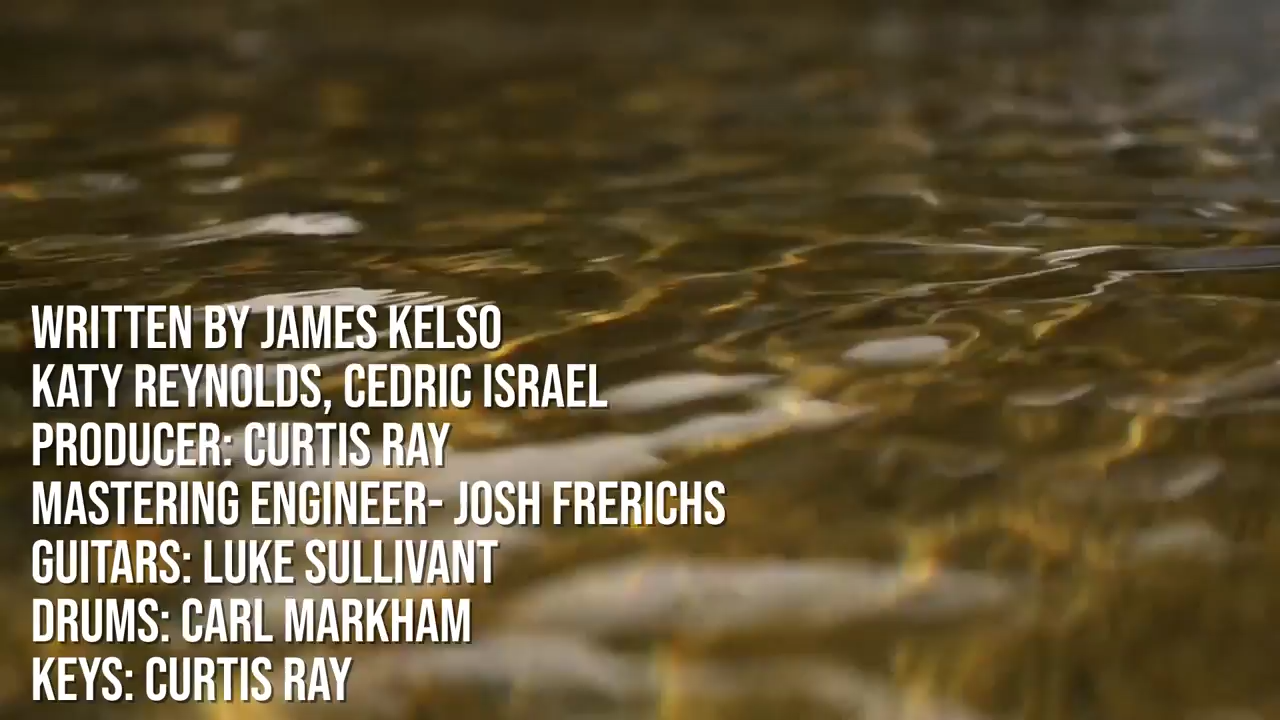 WRITTEN BY JAMES KELSO
KATY REYNOLDS, CEDRIC ISRAEL
PRODUCER: CURTIS RAY
MASTERING ENGINEER- JOSH FRERICHS
GUITARS: LUKE SULLIVANT
DRUMS: CARL MARKHAM
KEYS: CURTIS RAY